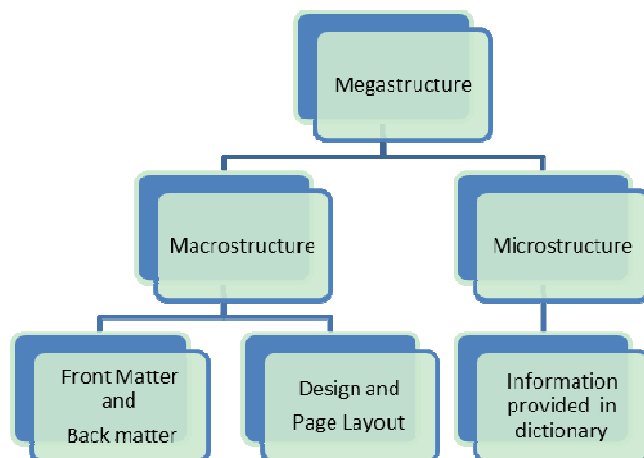 Megastructure
Macrostructure
Microstructure
Front Matter
and
Back matter
Design and
Page Layout
Information
provided in
dictionary